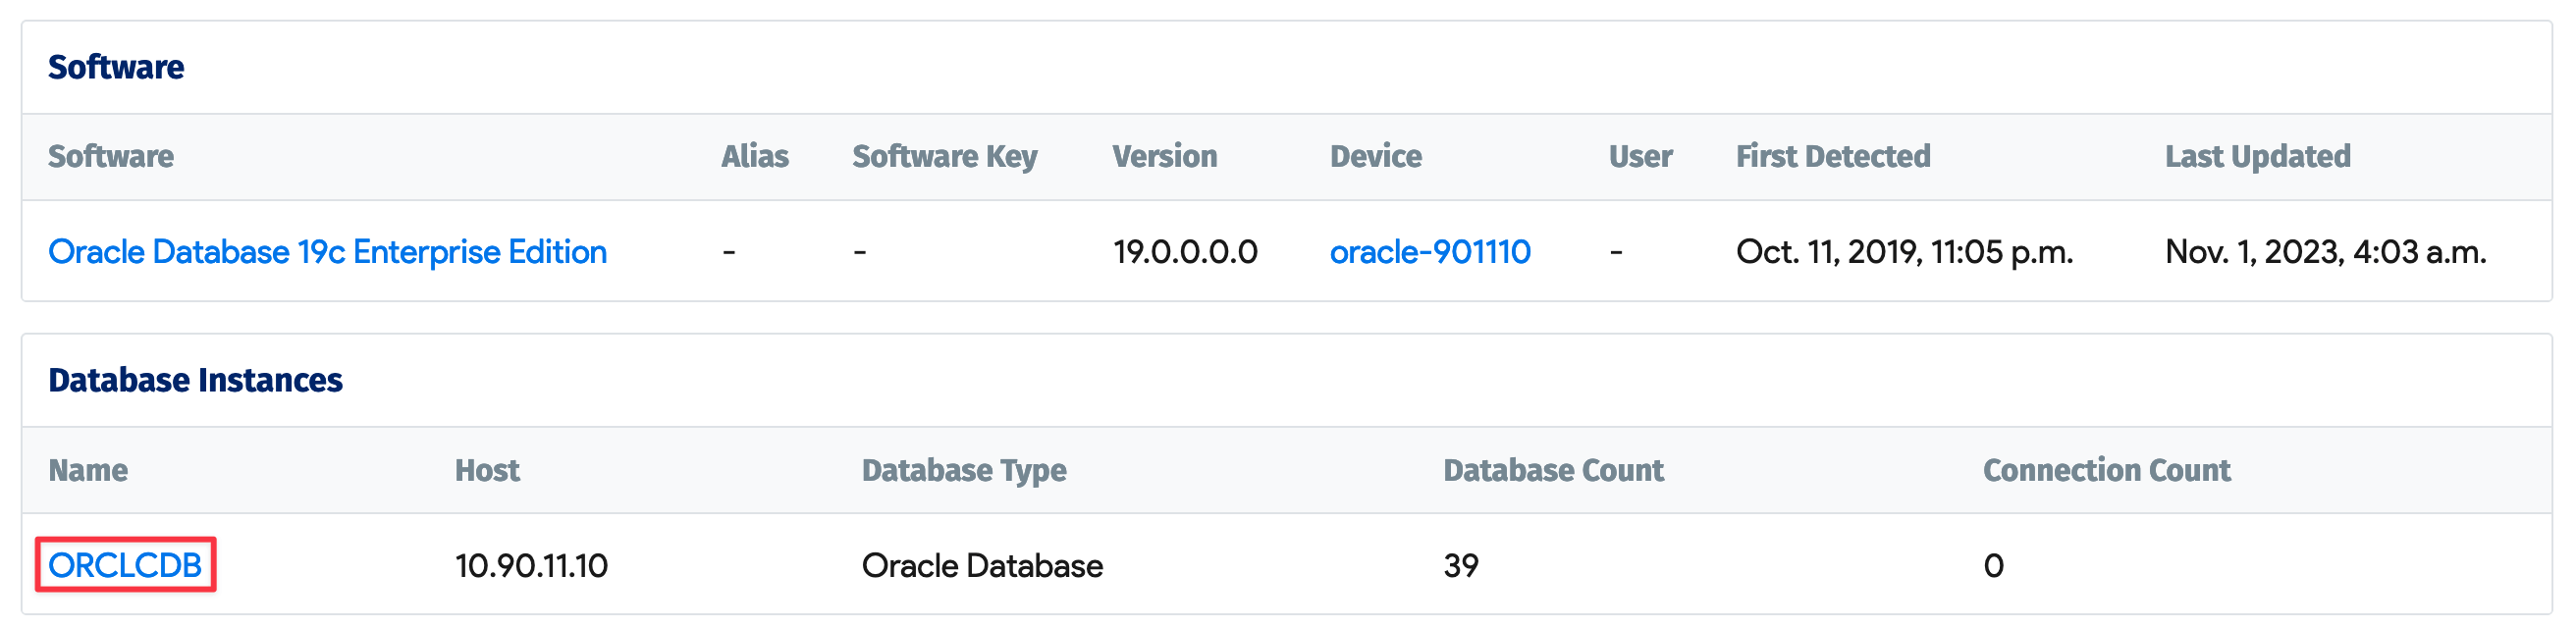 Software
Software Alias Software Key Version Device User First Detected Last Updated
Oracle Database 19c Enterprise Edition - - 19.0.0.0.0 oracle-901110 - Oct. 11, 2019, 11:05 p.m. Nov. 1, 2023, 4:03 a.m.
Database Instances
Name Host Database Type Database Count Connection Count
ORCLCDB 10.90.11.10 Oracle Database 39 0